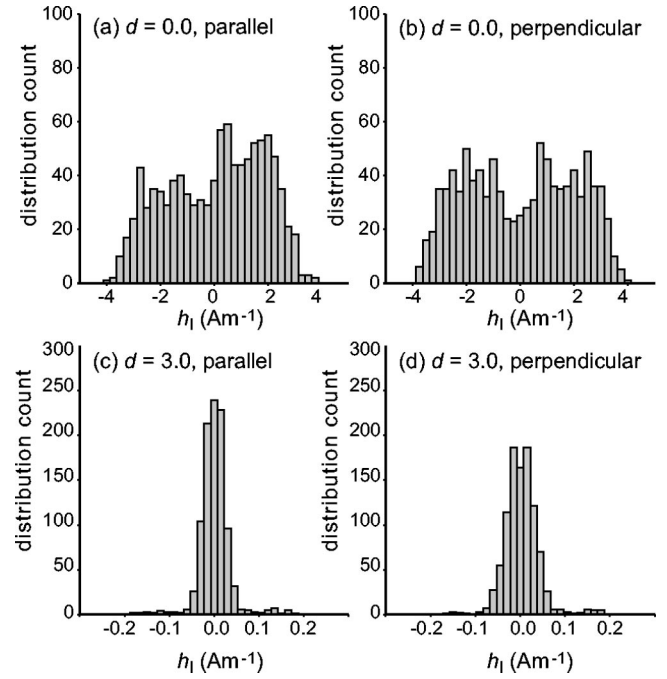 (a) d = 0.0, parallel
distribution count
100
80
60
40
20
0
-4 -2 0 2 4
hI (Am-1)
(b) d = 0.0, perpendicular
distribution count
100
80
60
40
20
0
-4 -2 0 2 4
hI (Am-1)
(c) d = 3.0, parallel
distribution count
300
250
200
150
100
50
0
-0.2 -0.1 0.0 0.1 0.2
hI (Am-1)
(d) d = 3.0, perpendicular
distribution count
300
250
200
150
100
50
0
-0.2 -0.1 0.0 0.1 0.2
hI (Am-1)